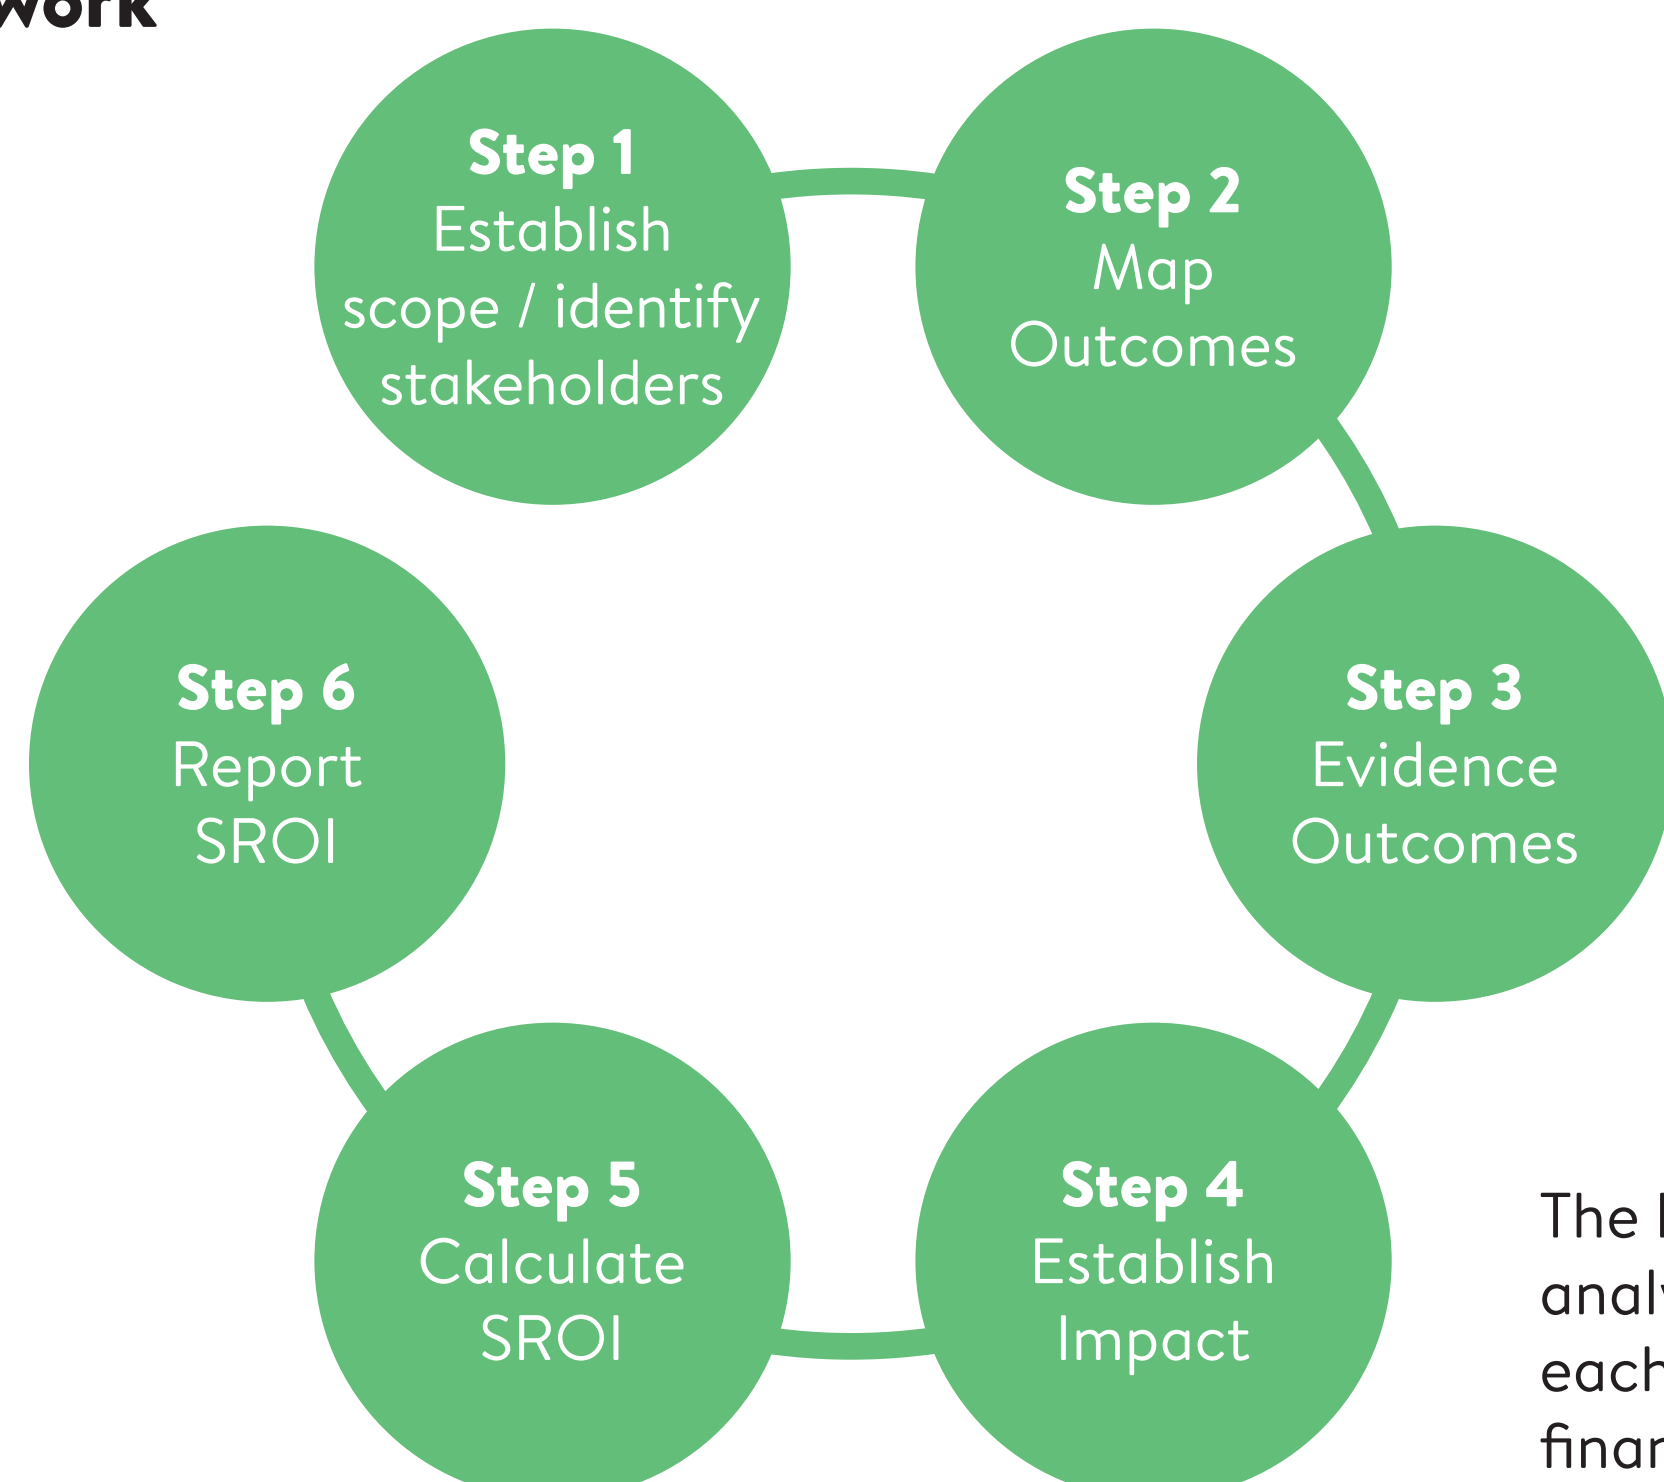 Step 1
Establish
scope / identify
stakeholders
Step 2
Map
Outcomes
Step 3
Evidence
Outcomes
Step 4
Establish
Impact
Step 5
Calculate
SROI
Step 6
Report
SROI
The
each